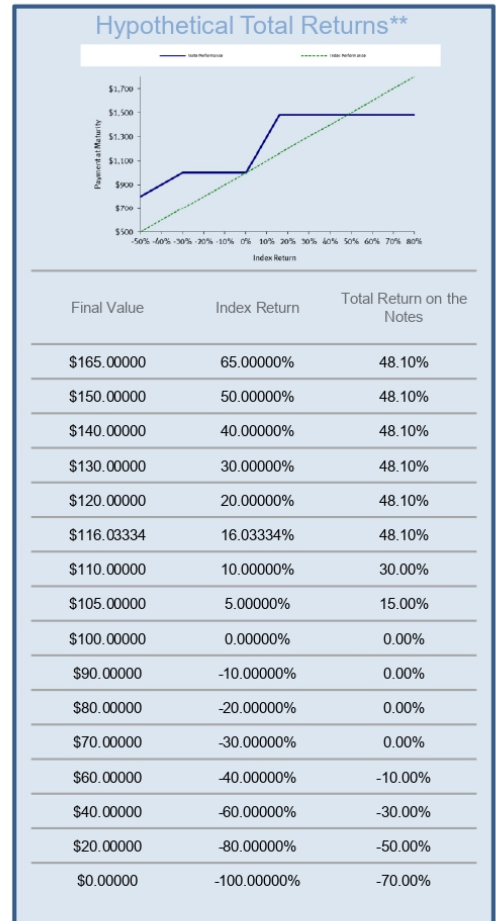 Hypothetical Total Returns**
Note Performance Index Performance
$1,700
$1,500
$1,300
$1,100
$900
$700
$500
Payment at Maturity
-50% -40% -30% -20% -10% 0% 10% 20% 30% 40% 50% 60% 70% 80%
Index Return
Final Value Index Return Total Return on the
Notes
$165.00000 65.00000% 48.10%
$150.00000 50.00000% 48.10%
$140.00000 40.00000% 48.10%
$130.00000 30.00000% 48.10%
$120.00000 20.00000% 48.10%
$116.03334 16.03334% 48.10%
$110.00000 10.00000% 30.00%
$105.00000 5.00000% 15.00%
$100.00000 0.00000% 0.00%
$90.00000 -10.00000% 0.00%
$80.00000 -20.00000% 0.00%
$70.00000 -30.00000% 0.00%
$60.00000 -40.00000% -10.00%
$40.00000 -60.00000% -30.00%
$20.00000 -80.00000% -50.00%
$0.00000 -100.00000% -70.00%